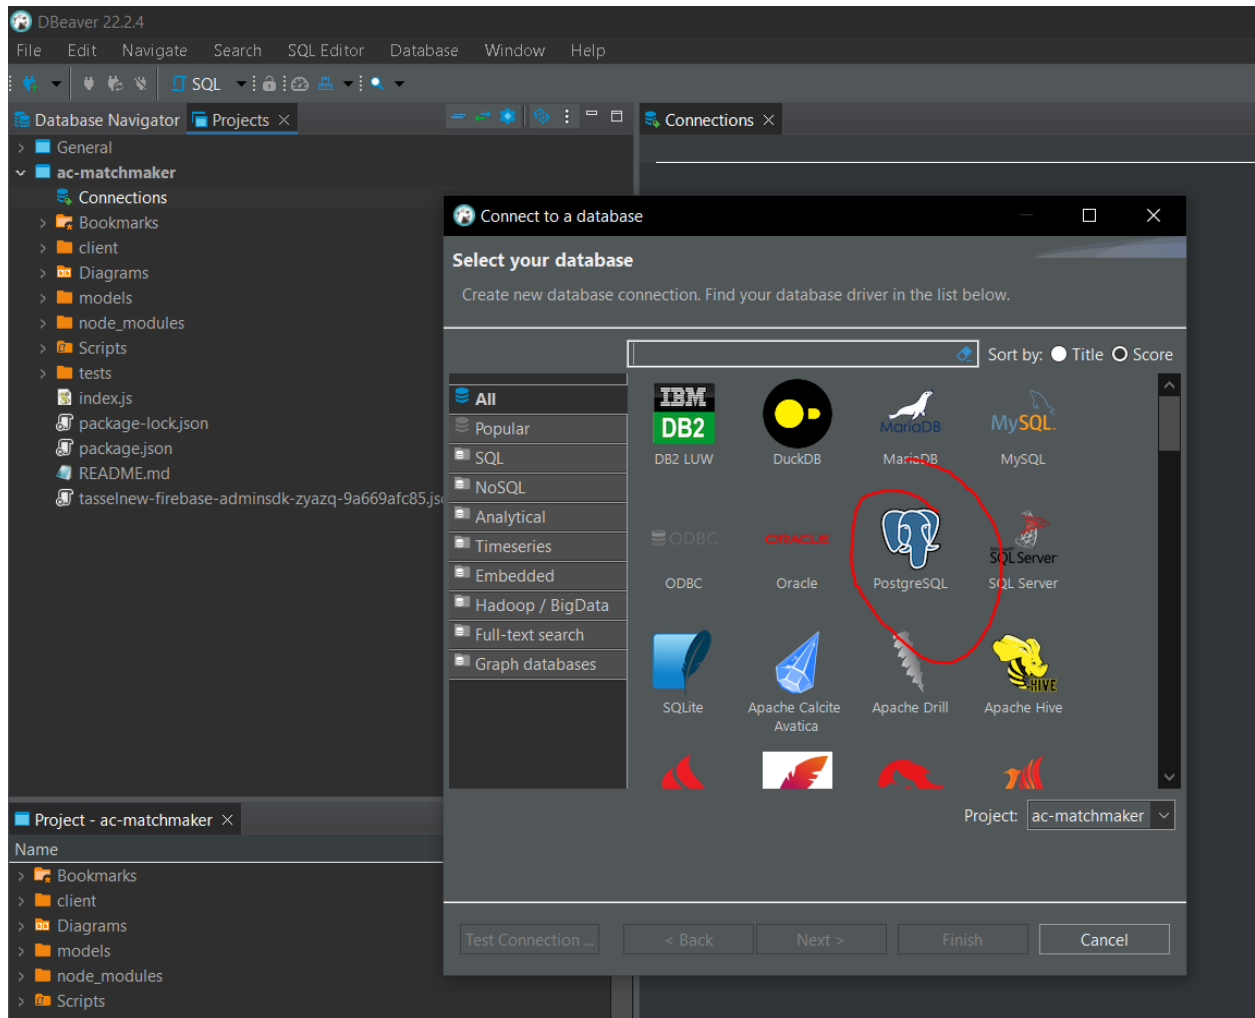 DBeaver 22.2.4
File Edit Navigate Search SQL Editor Database Window Help
SQL
Database Navigator Projects
General
ac-matchmaker
Connections
Bookmarks
client
Diagrams
models
node_modules
Scripts
tests
index.js
package-lock.json
package.json
README.md
tasselnew-firebase-adminsdk-zyazq-9a669afc85.js
Connections
Connect to a database
Select your database
Create new database connection. Find your database driver in the list below.
Sort by: Title Score
All
Popular
SQL
NoSQL
Analytical
Timeseries
Embedded
Hadoop / BigData
Full-text search
Graph databases
IBM
DB2
MariaDB
MySQL
DB2 LUW DuckDB MariaDB MySQL
ODBC
ORACLE
Microsoft
SQL Server
ODBC Oracle PostgreSQL SQL Server
HIVE
SQLite Apache Calcite Avatica Apache Drill Apache Hive
Project: ac-matchmaker
Test Connection ... < Back Next > Finish Cancel
Project - ac-matchmaker
Name
Bookmarks
client
Diagrams
models
node_modules
Scripts